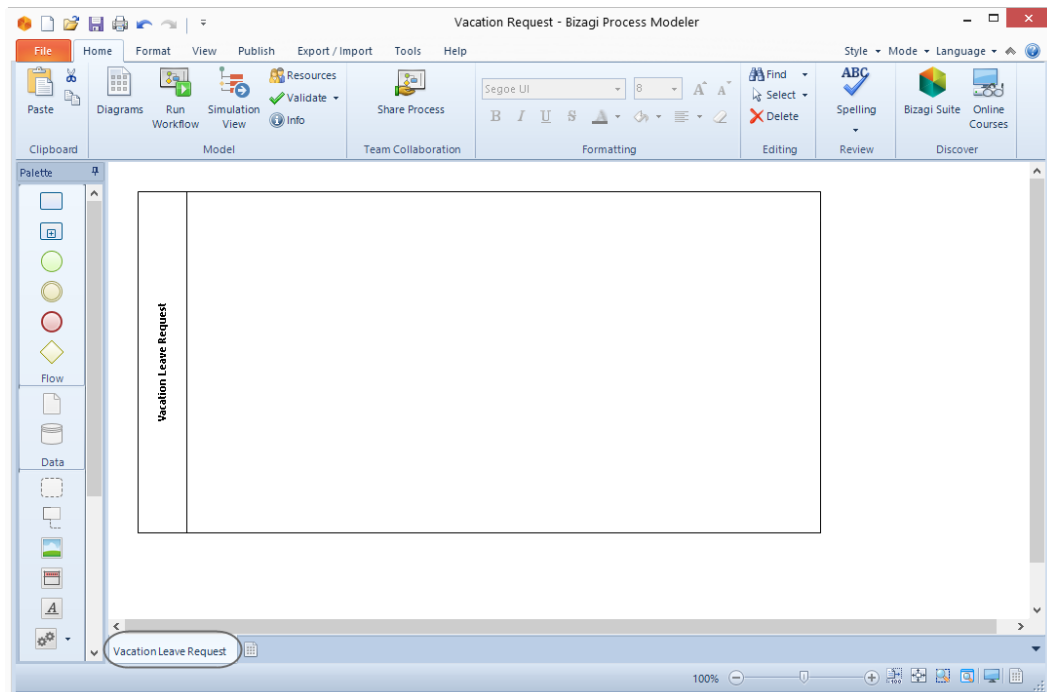 Vacation Request - Bizagi Process Modeler
File Home Format View Publish Export / Import Tools Help Style Mode Language
Paste
Clipboard
Diagrams
Run Workflow
Simulation View
Resources
Validate
Info
Model
Share Process
Team Collaboration
Segoe UI 8 A A
B I U S A
Formatting
Find
Select
Delete
Editing
ABC
Spelling
Review
Bizagi Suite
Online Courses
Discover
Palette
Flow
Data
A
Vacation Leave Request
Vacation Leave Request
100%